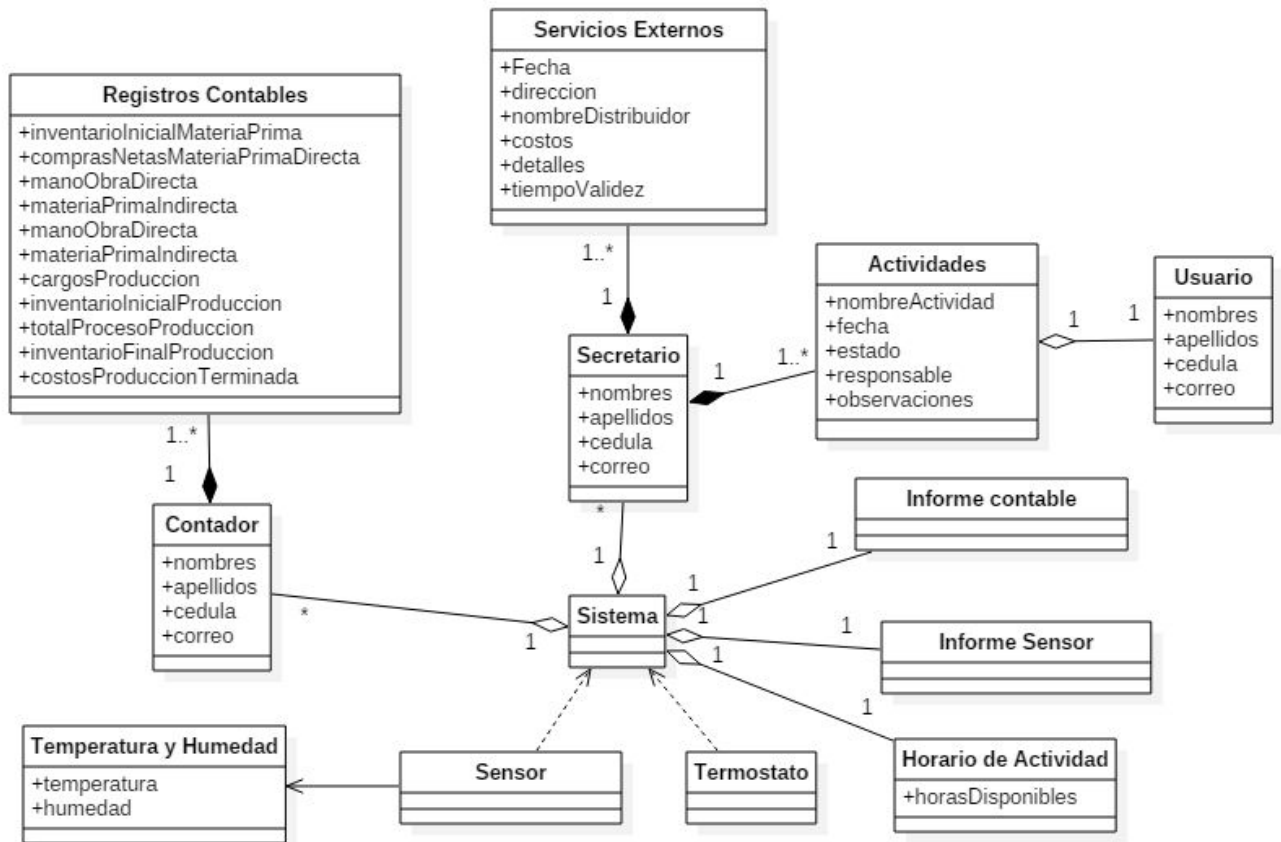 Servicios Externos
+Fecha
+direccion
+nombreDistribuidor
+costos
+detalles
+tiempoValidez
Registros Contables
+inventarioInicialMateriaPrima
+comprasNetasMateriaPrimaDirecta
+manoObraDirecta
+materiaPrimaIndirecta
+manoObraDirecta
+materiaPrimaIndirecta
+cargosProduccion
+inventarioInicialProduccion
+totalProcesoProduccion
+inventarioFinalProduccion
+costosProduccionTerminada
1..*
1
Actividades
+nombreActividad
+fecha
+estado
+responsable
+observaciones
Usuario
+nombres
+apellidos
+cedula
+correo
1
1
Secretario
+nombres
+apellidos
+cedula
+correo
1
1..*
1..*
1
Contador
+nombres
+apellidos
+cedula
+correo
*
1
*
1
Sistema
Informe contable
1
1
Informe Sensor
1
1
Horario de Actividad
+horasDisponibles
1
1
Temperatura y Humedad
+temperatura
+humedad
Sensor
Termostato